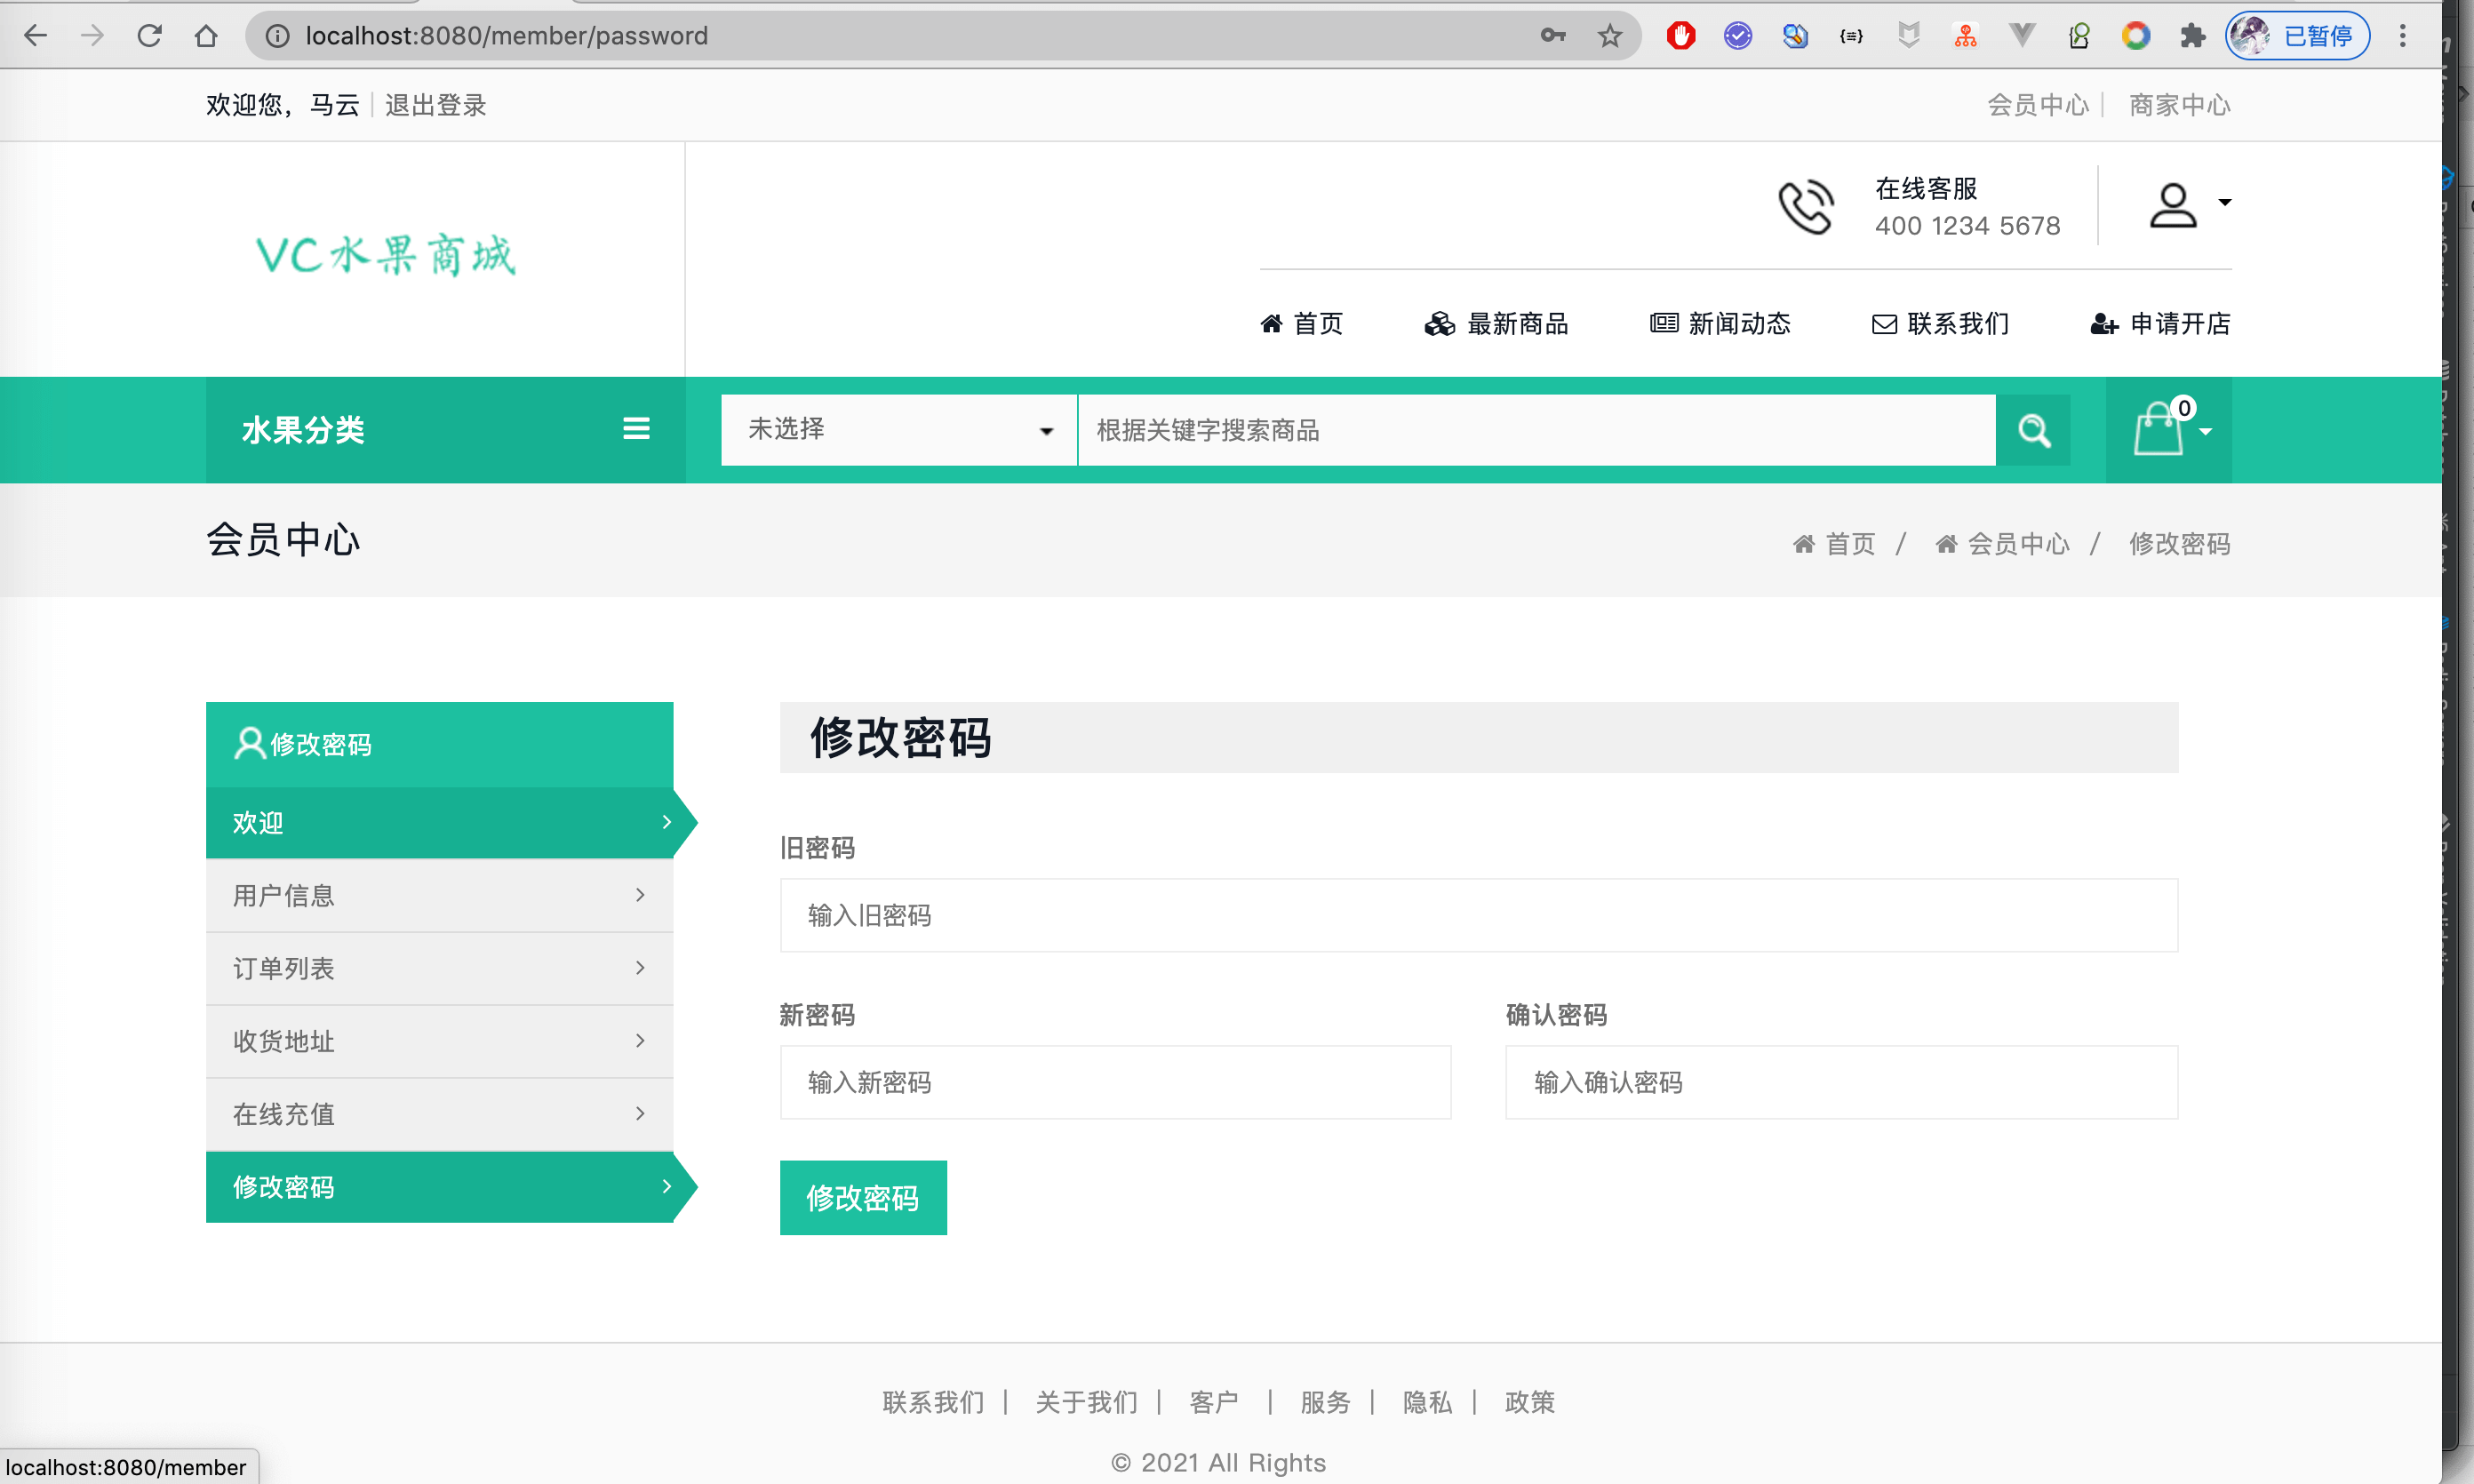 localhost:8080/member/password
已暂停
欢迎您，马云 | 退出登录
会员中心 | 商家中心
VC水果商城
在线客服
400 1234 5678
首页 最新商品 新闻动态 联系我们 申请开店
水果分类
未选择
根据关键字搜索商品
0
会员中心
首页 / 会员中心 / 修改密码
修改密码
欢迎
用户信息
订单列表
收货地址
在线充值
修改密码
修改密码
旧密码
输入旧密码
新密码
输入新密码
确认密码
输入确认密码
修改密码
联系我们 | 关于我们 | 客户 | 服务 | 隐私 | 政策
© 2021 All Rights
localhost:8080/member